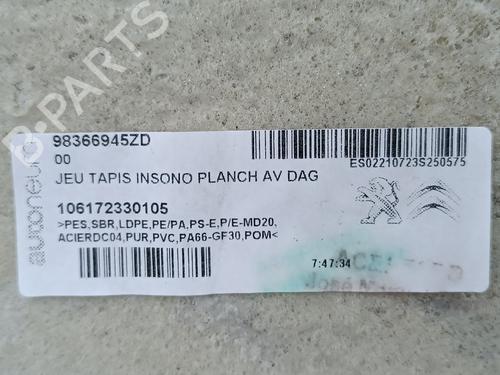 98366945ZD
00
JEU TAPIS INSONO PLANCH AV DAG
ES02210723S250575
106172330105
>PES,SBR,LDPE,PE/PA,PS-E,P/E-MD20,
ACIERDC04,PUR,PVC,PA66-GF30,POM<
7:47:34
autoneum
B-PARTS